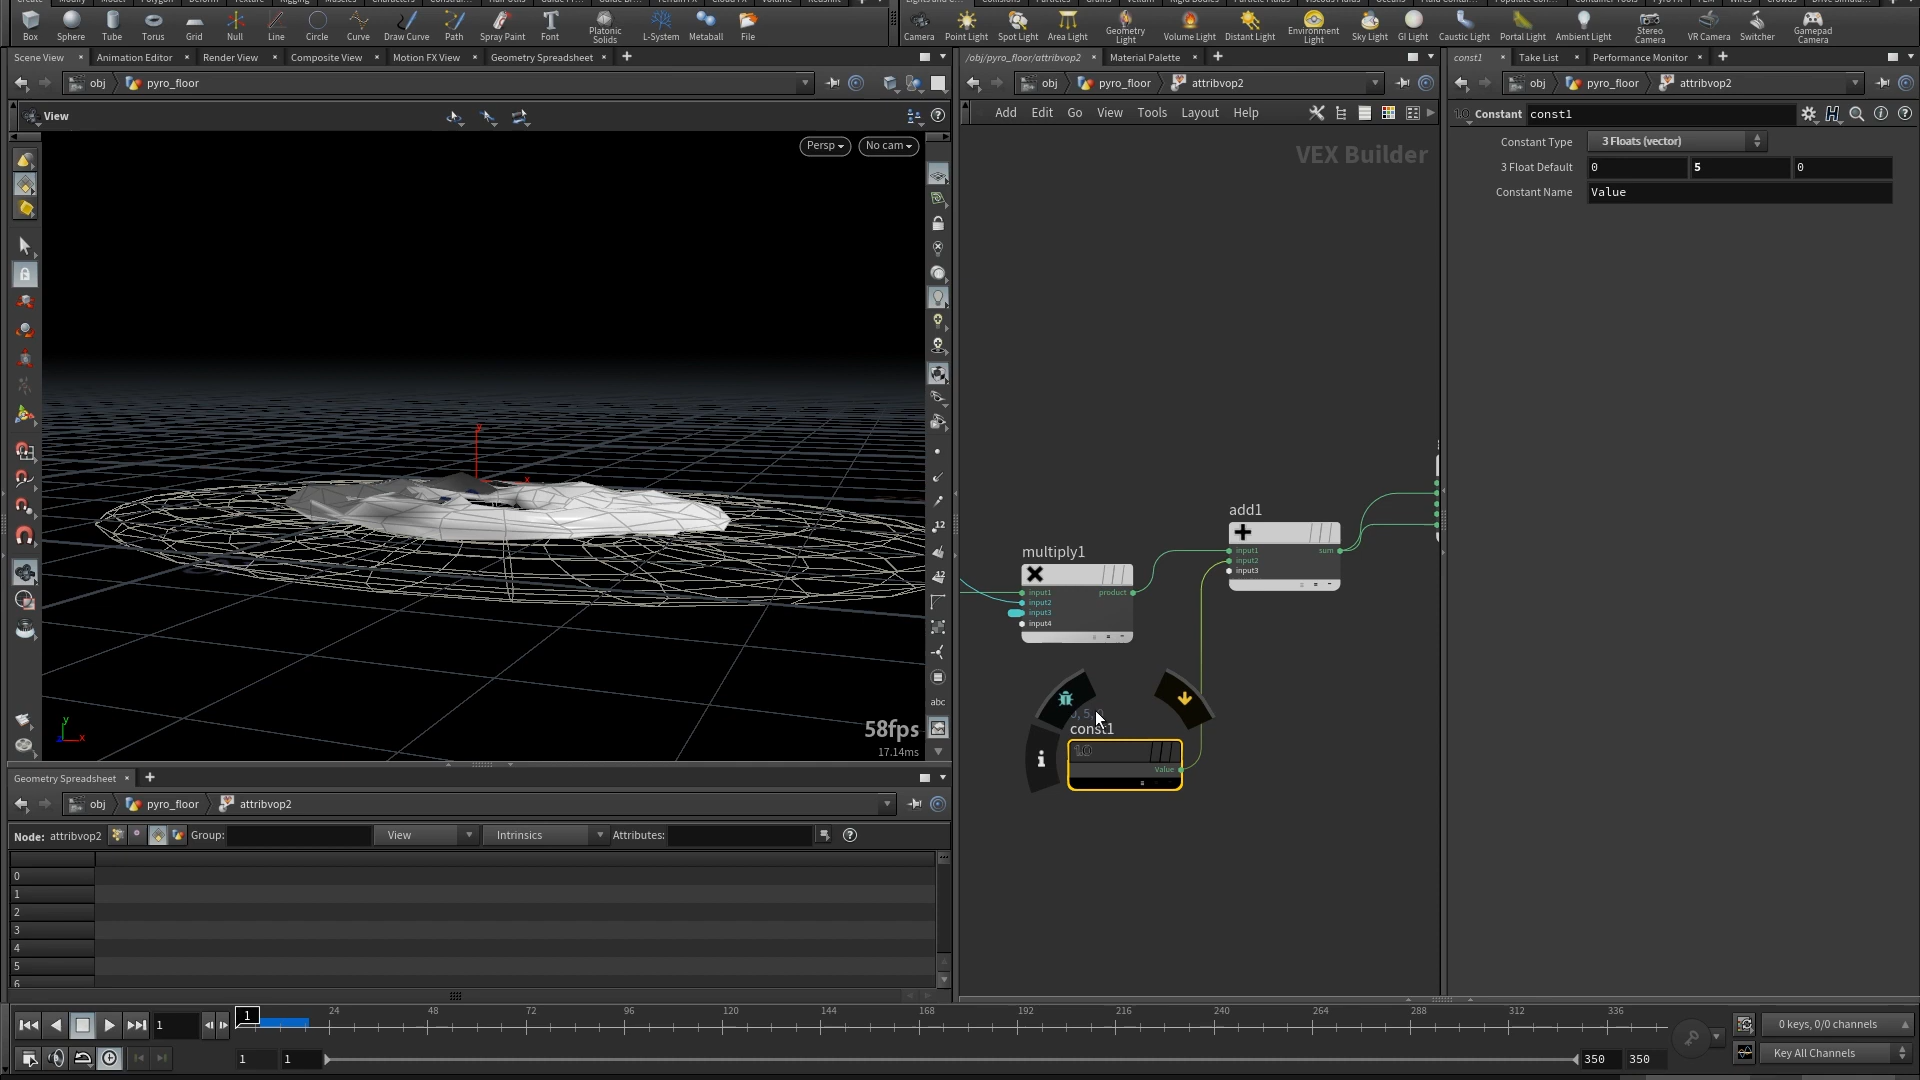 Box Sphere Tube Torus Grid Null Line Circle Curve Draw Curve Path Spray Paint Font Platonic Solids L-System Metaball File
Camera Point Light Spot Light Area Light Geometry Light Volume Light Distant Light Environment Light Sky Light GI Light Caustic Light Portal Light Ambient Light Stereo Camera VR Camera Switcher Gamepad Camera
Scene View Animation Editor Render View Composite View Motion FX View Geometry Spreadsheet
/obj/pyro_floor/attribvop2 Material Palette
const1 Take List Performance Monitor
obj pyro_floor
obj pyro_floor attribvop2
obj pyro_floor attribvop2
View
Add Edit Go View Tools Layout Help
Constant const1
Persp No cam
VEX Builder
Constant Type 3 Floats (vector)
3 Float Default 0 5 0
Constant Name Value
add1
input1 sum
input2
input3
multiply1
input1 product
input2
input3
input4
const1
Value
y
x
y
x
12
12
abc
58fps
17.14ms
Geometry Spreadsheet
obj pyro_floor attribvop2
Node: attribvop2 Group: View Intrinsics Attributes:
0
1
2
3
4
5
6
1 1 24 48 72 96 120 144 168 192 216 240 264 288 312 336
0 keys, 0/0 channels
1 1 350 350
Key All Channels